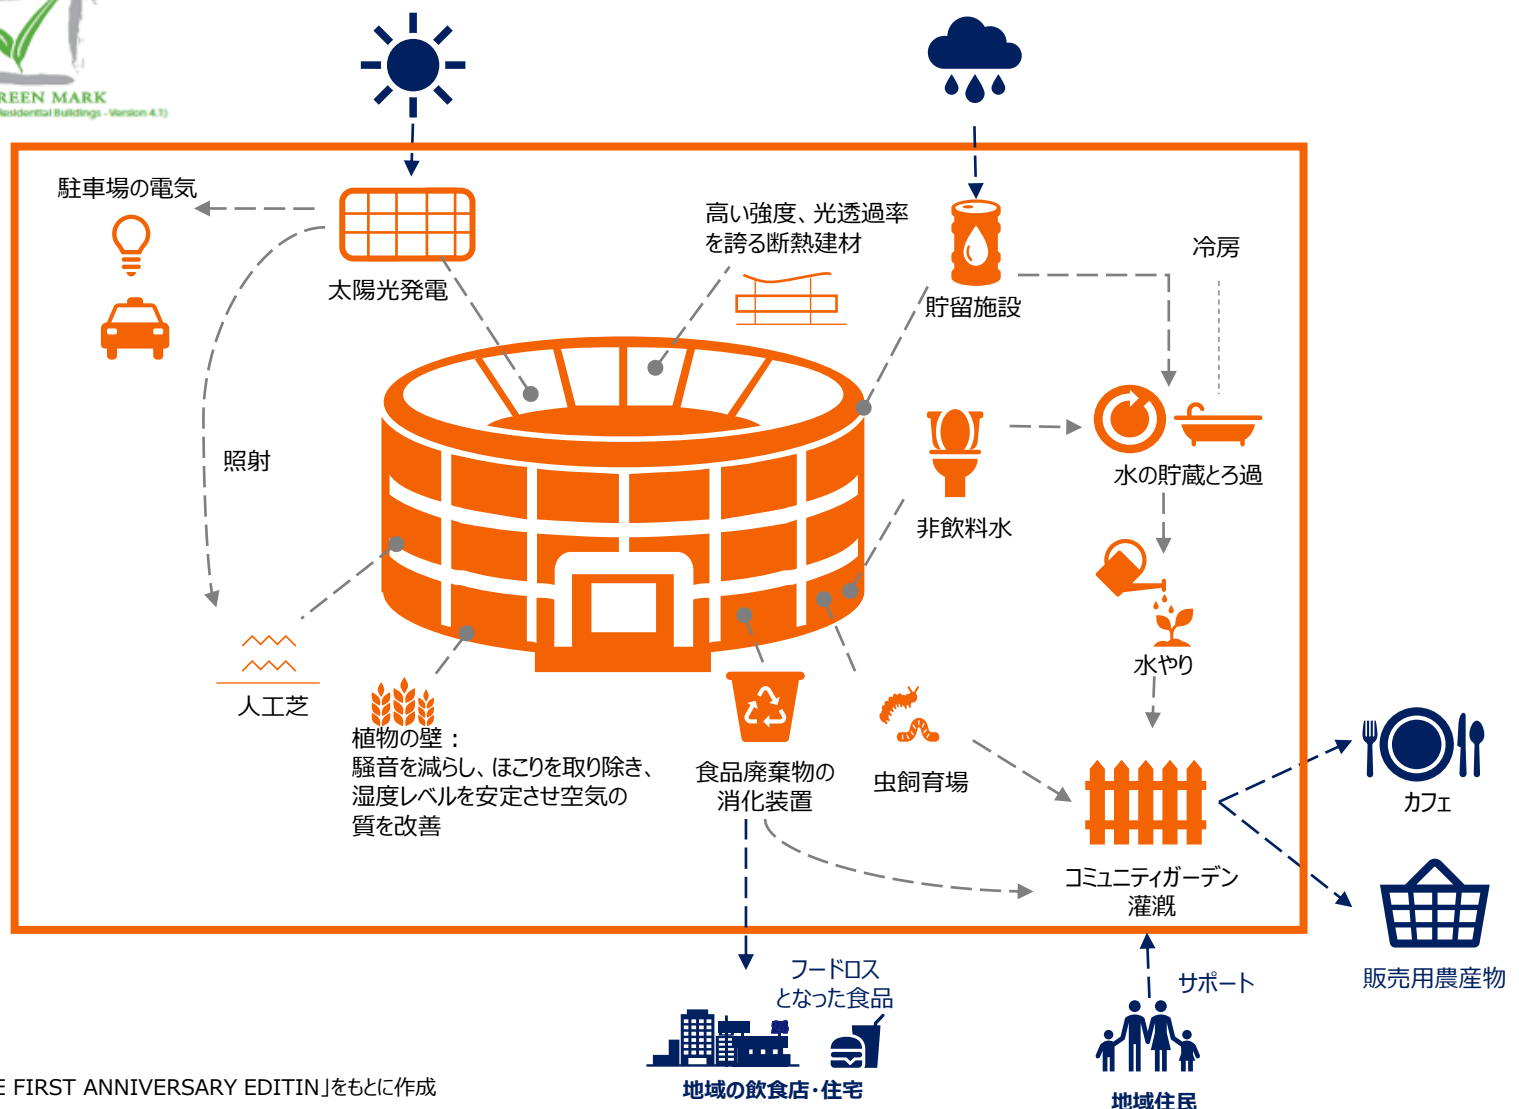 REEN MARK
Residential Buildings - Version 4.1)
駐車場の電気
太陽光発電
高い強度、光透過率
を誇る断熱建材
貯留施設
冷房
照射
非飲料水
水の貯蔵とろ過
水やり
人工芝
植物の壁：
騒音を減らし、ほこりを取り除き、
湿度レベルを安定させ空気の
質を改善
食品廃棄物の
消化装置
虫飼育場
コミュニティガーデン
灌漑
カフェ
販売用農産物
フードロス
となった食品
サポート
地域の飲食店・住宅
地域住民
E FIRST ANNIVERSARY EDITIN」をもとに作成